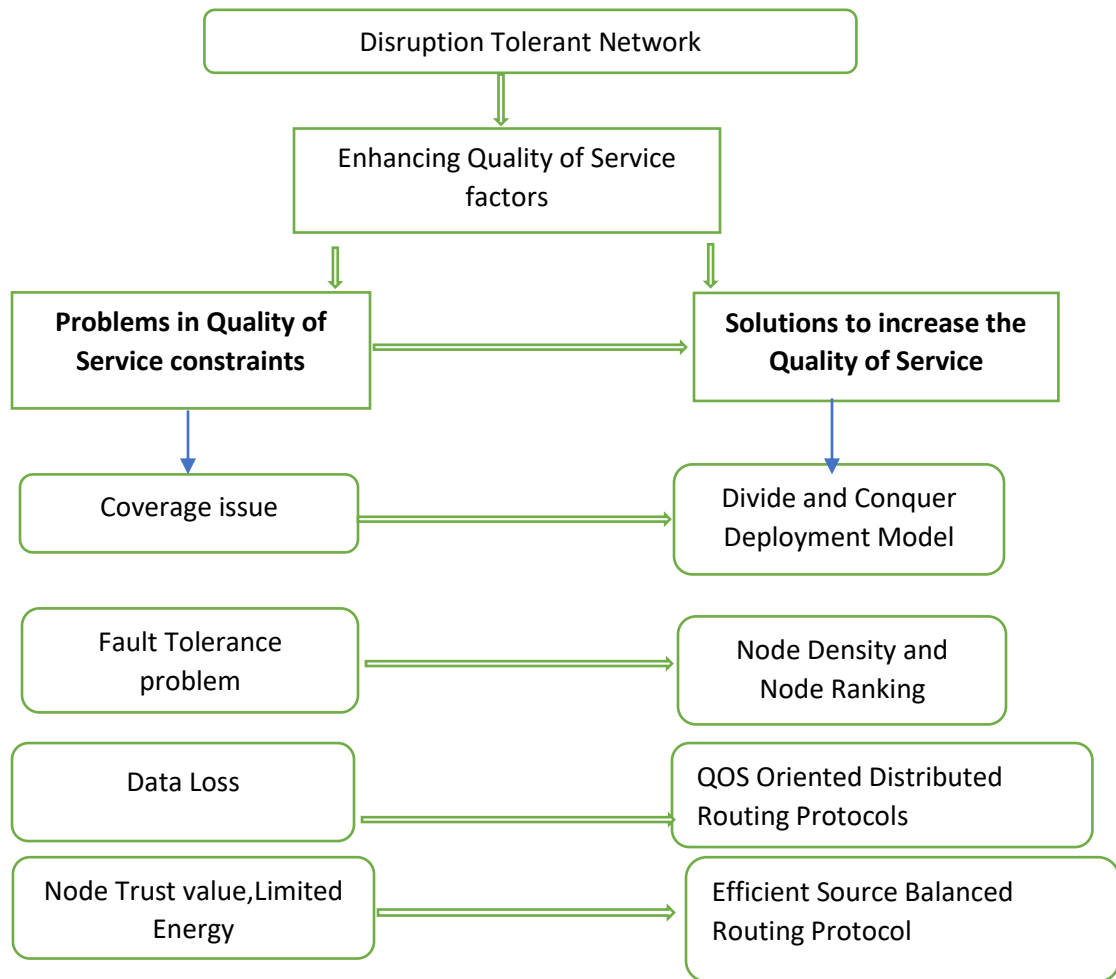 Disruption Tolerant Network
Enhancing Quality of Service
factors
Problems in Quality of
Service constraints
Solutions to increase the
Quality of Service
Coverage issue
Divide and Conquer
Deployment Model
Fault Tolerance
problem
Node Density and
Node Ranking
Data Loss
QOS Oriented Distributed
Routing Protocols
Node Trust value,Limited
Energy
Efficient Source Balanced
Routing Protocol